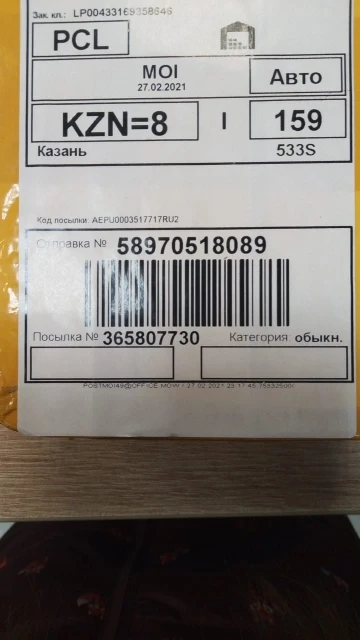 Зак. кл.: LP00433169358646
PCL
MOI
27.02.2021
Авто
KZN=8
I
159
Казань
533S
Код посылки: AEPU0003517717RU2
Отправка № 58970518089
Посылка № 365807730
Категория: обыкн.